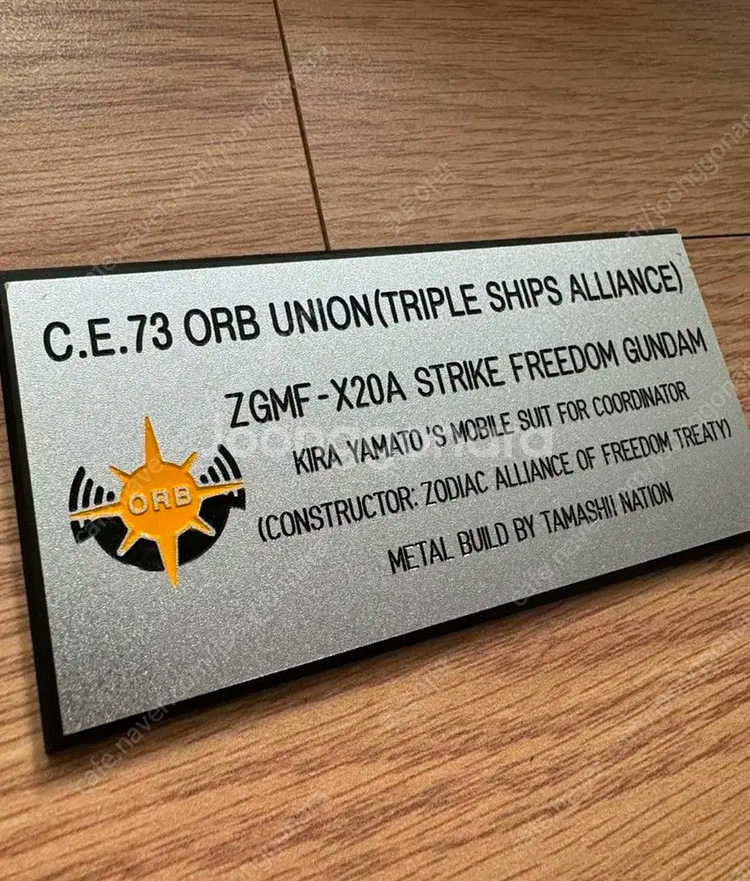 C.E.73 ORB UNION(TRIPLE SHIPS ALLIANCE)
ZGMF-X20A STRIKE FREEDOM GUNDAM
KIRA YAMATO'S MOBILE SUIT FOR COORDINATOR
(CONSTRUCTOR: ZODIAC ALLIANCE OF FREEDOM TREATY)
METAL BUILD BY TAMASHII NATION
ORB
joonggonara